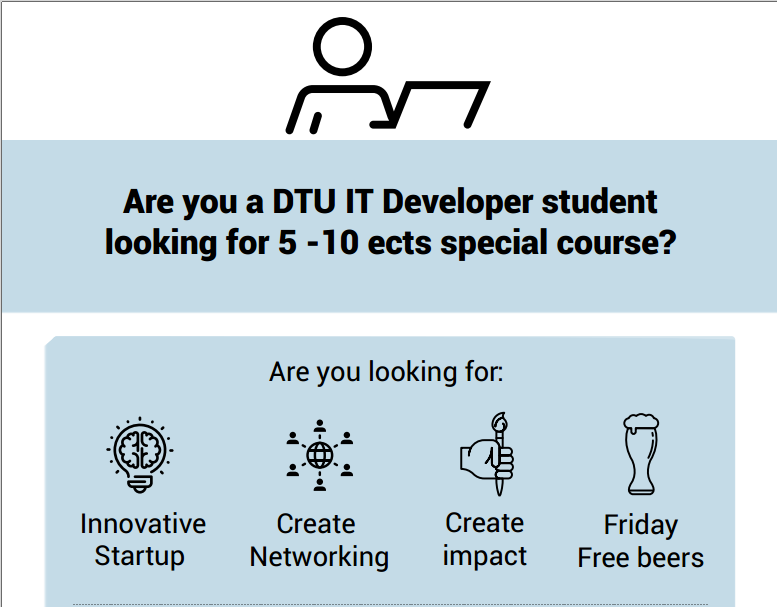 Are you a DTU IT Developer student
looking for 5 -10 ects special course?
Are you looking for:
Innovative
Startup
Create
Networking
Create
impact
Friday
Free beers